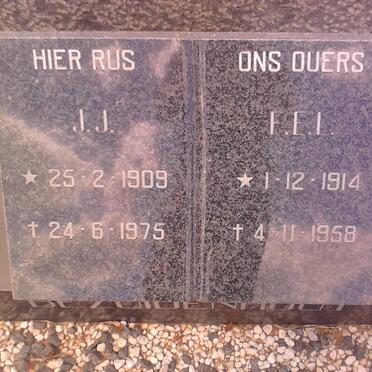 HIER RUS
J.J.
★ 25-2-1909
† 24-6-1975
ONS OUERS
★ 1-12-1914
† 4-11-1958